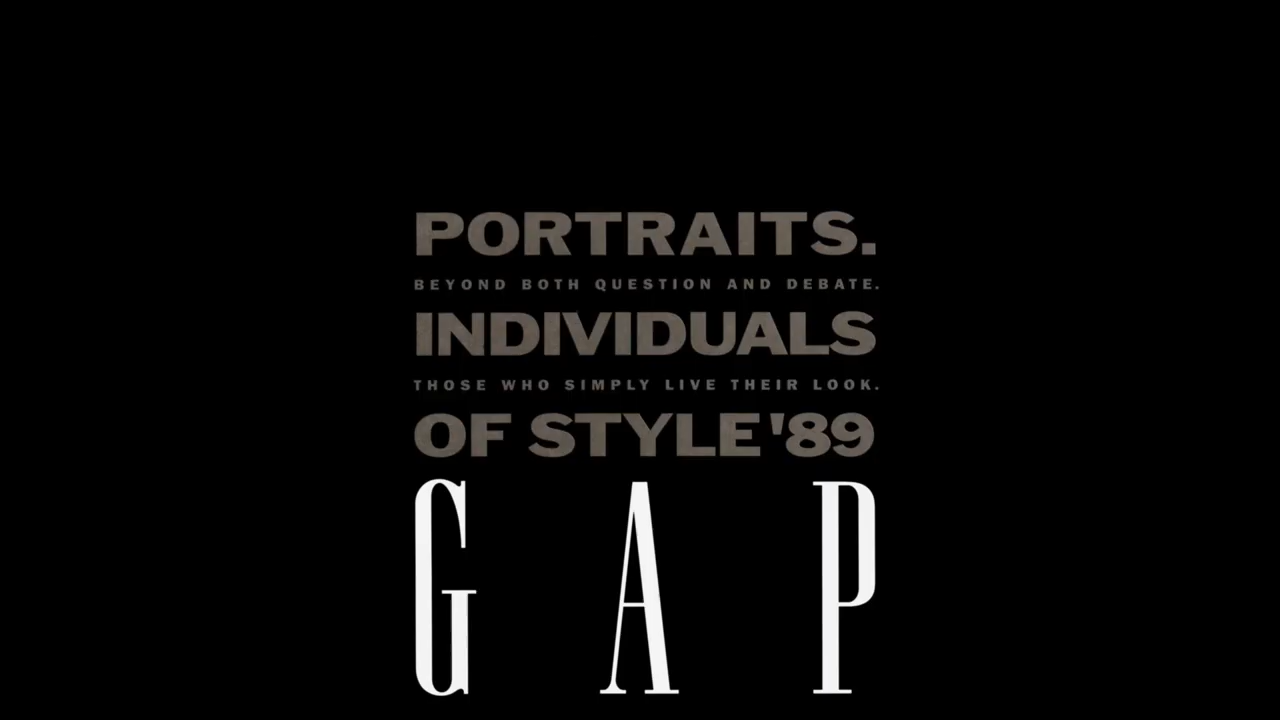 PORTRAITS.
BEYOND BOTH QUESTION AND DEBATE.
INDIVIDUALS
THOSE WHO SIMPLY LIVE THEIR LOOK.
OF STYLE '89
GAP